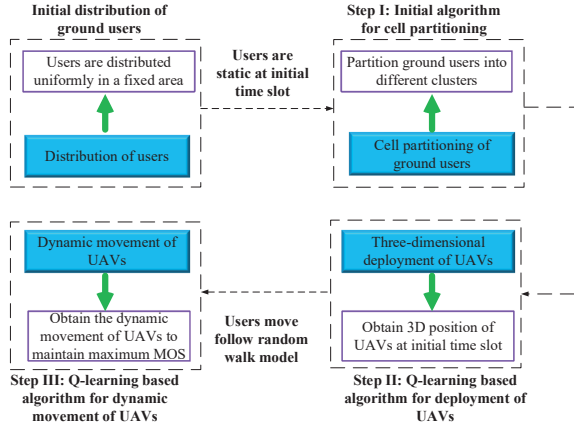 Initial distribution of
ground users
Users are distributed
uniformly in a fixed area
Distribution of users
Users are
static at initial
time slot
Step I: Initial algorithm
for cell partitioning
Partition ground users into
different clusters
Cell partitioning of
ground users
Three-dimensional
deployment of UAVs
Obtain 3D position of
UAVs at initial time slot
Step II: Q-learning based
algorithm for deployment of
UAVs
Users move
follow random
walk model
Dynamic movement of
UAVs
Obtain the dynamic
movement of UAVs to
maintain maximum MOS
Step III: Q-learning based
algorithm for dynamic
movement of UAVs